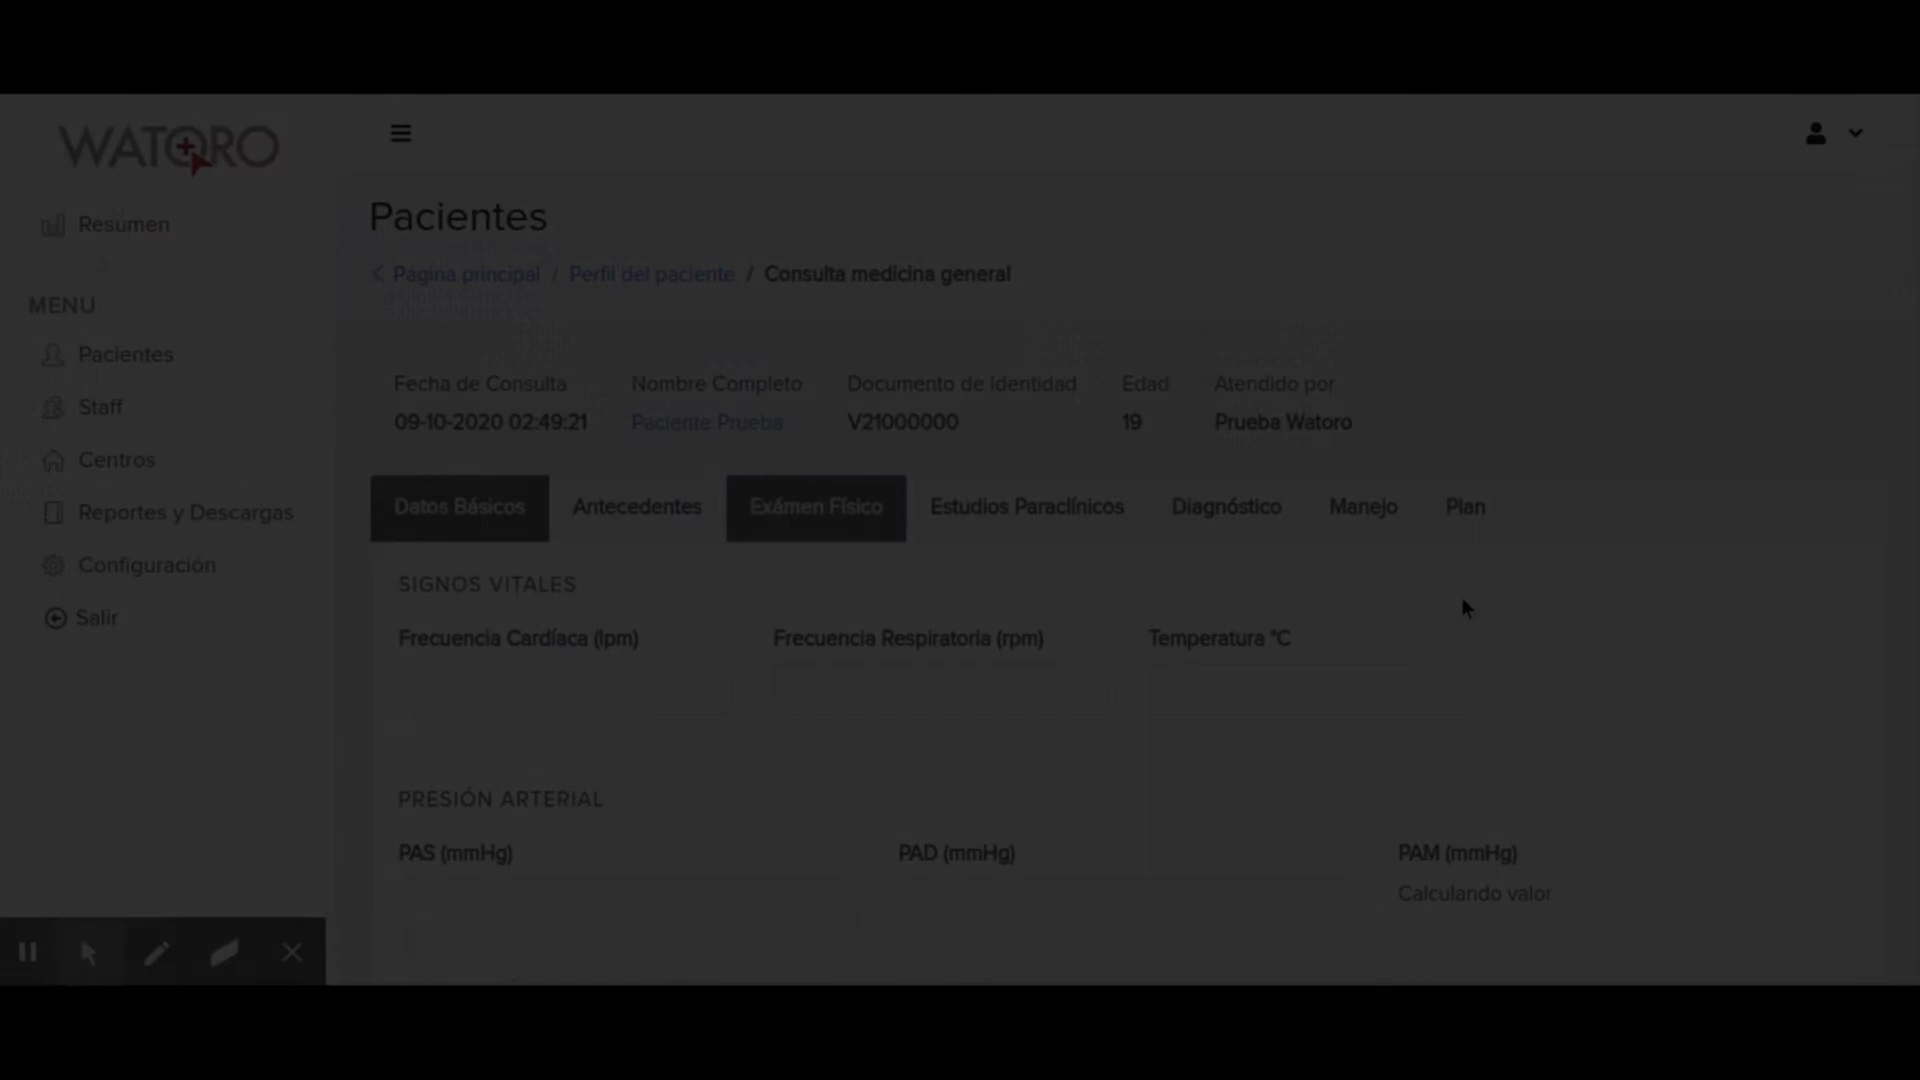 WATORO
Resumen
MENU
Pacientes
Staff
Centros
Reportes y Descargas
Configuración
Salir
Pacientes
Página principal / Perfil del paciente / Consulta medicina general
Fecha de Consulta Nombre Completo Documento de Identidad Edad Atendido por
09-10-2020 02:49:21 Paciente Prueba V21000000 19 Prueba Watoro
Datos Básicos Antecedentes Exámen Físico Estudios Paraclínicos Diagnóstico Manejo Plan
SIGNOS VITALES
Frecuencia Cardíaca (lpm) Frecuencia Respiratoria (rpm) Temperatura °C
PRESIÓN ARTERIAL
PAS (mmHg) PAD (mmHg) PAM (mmHg)
Calculando valor